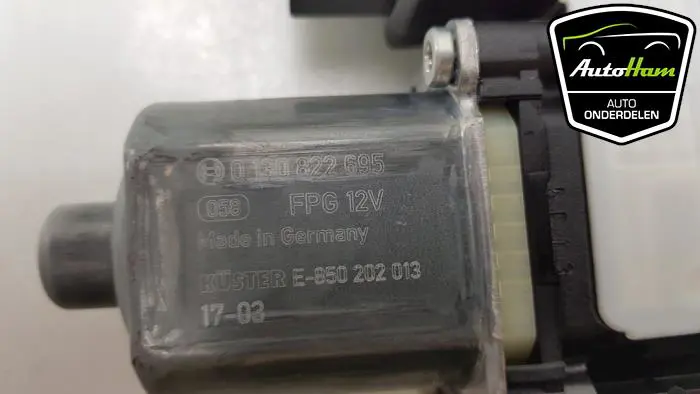 AutoHam
AUTO
ONDERDELEN
0 130 822 695
058 FPG 12V
Made in Germany
KÜSTER E-850 202 013
17-03